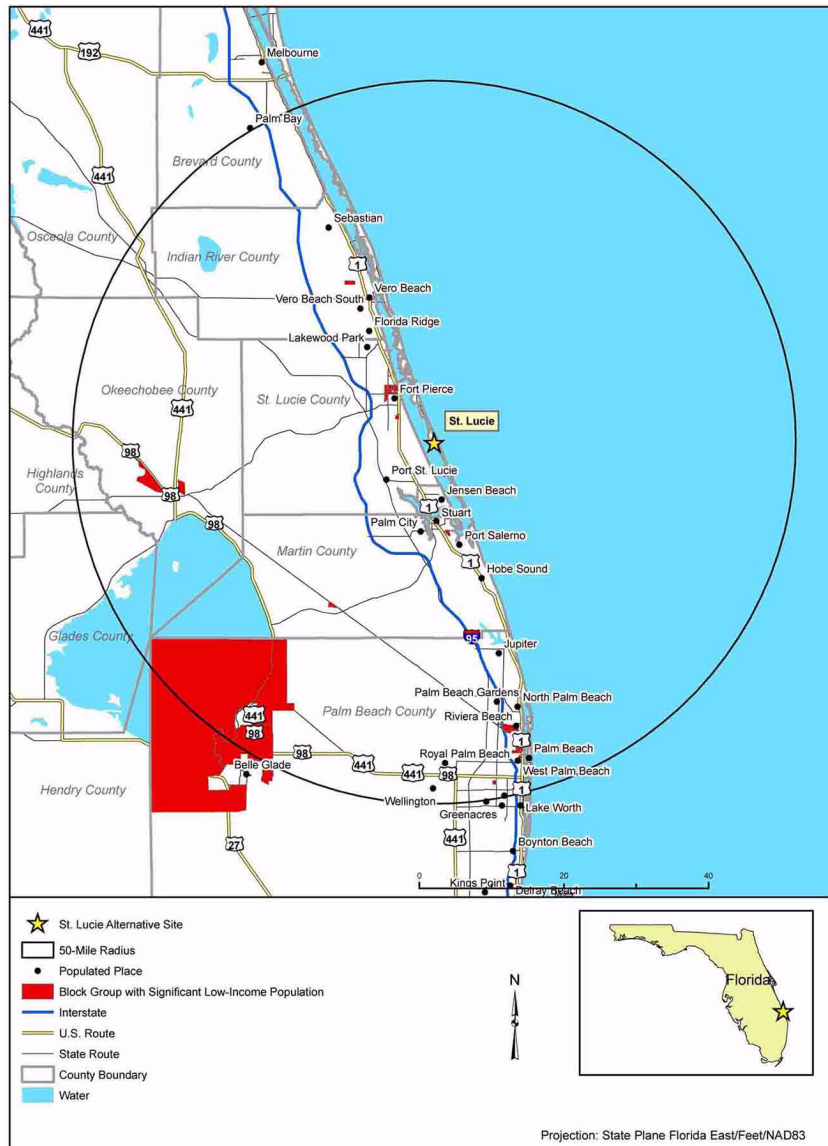 441
192
Melbourne
Palm Bay
441
Brevard County
Osceola County
Sebastian
Indian River County
1
Vero Beach
Vero Beach South
Florida Ridge
Lakewood Park
Okeechobee County
St. Lucie County
Fort Pierce
441
St. Lucie
98
Highlands
County
Port St. Lucie
98
Jensen Beach
1
Stuart
98
Palm City
Port Salerno
Martin County
1
Hobe Sound
Glades County
95
Jupiter
Palm Beach Gardens
North Palm Beach
441
Palm Beach County
Riviera Beach
98
1
98
Royal Palm Beach
Palm Beach
441
Belle Glade
441
98
West Palm Beach
Hendry County
1
Wellington
Lake Worth
Greenacres
27
441
Boynton Beach
1
Kings Point
Delray Beach
0
20
40
St. Lucie Alternative Site
50-Mile Radius
Populated Place
Block Group with Significant Low-Income Population
Interstate
U.S. Route
State Route
County Boundary
Water
N
Florida
Projection: State Plane Florida East/Feet/NAD83